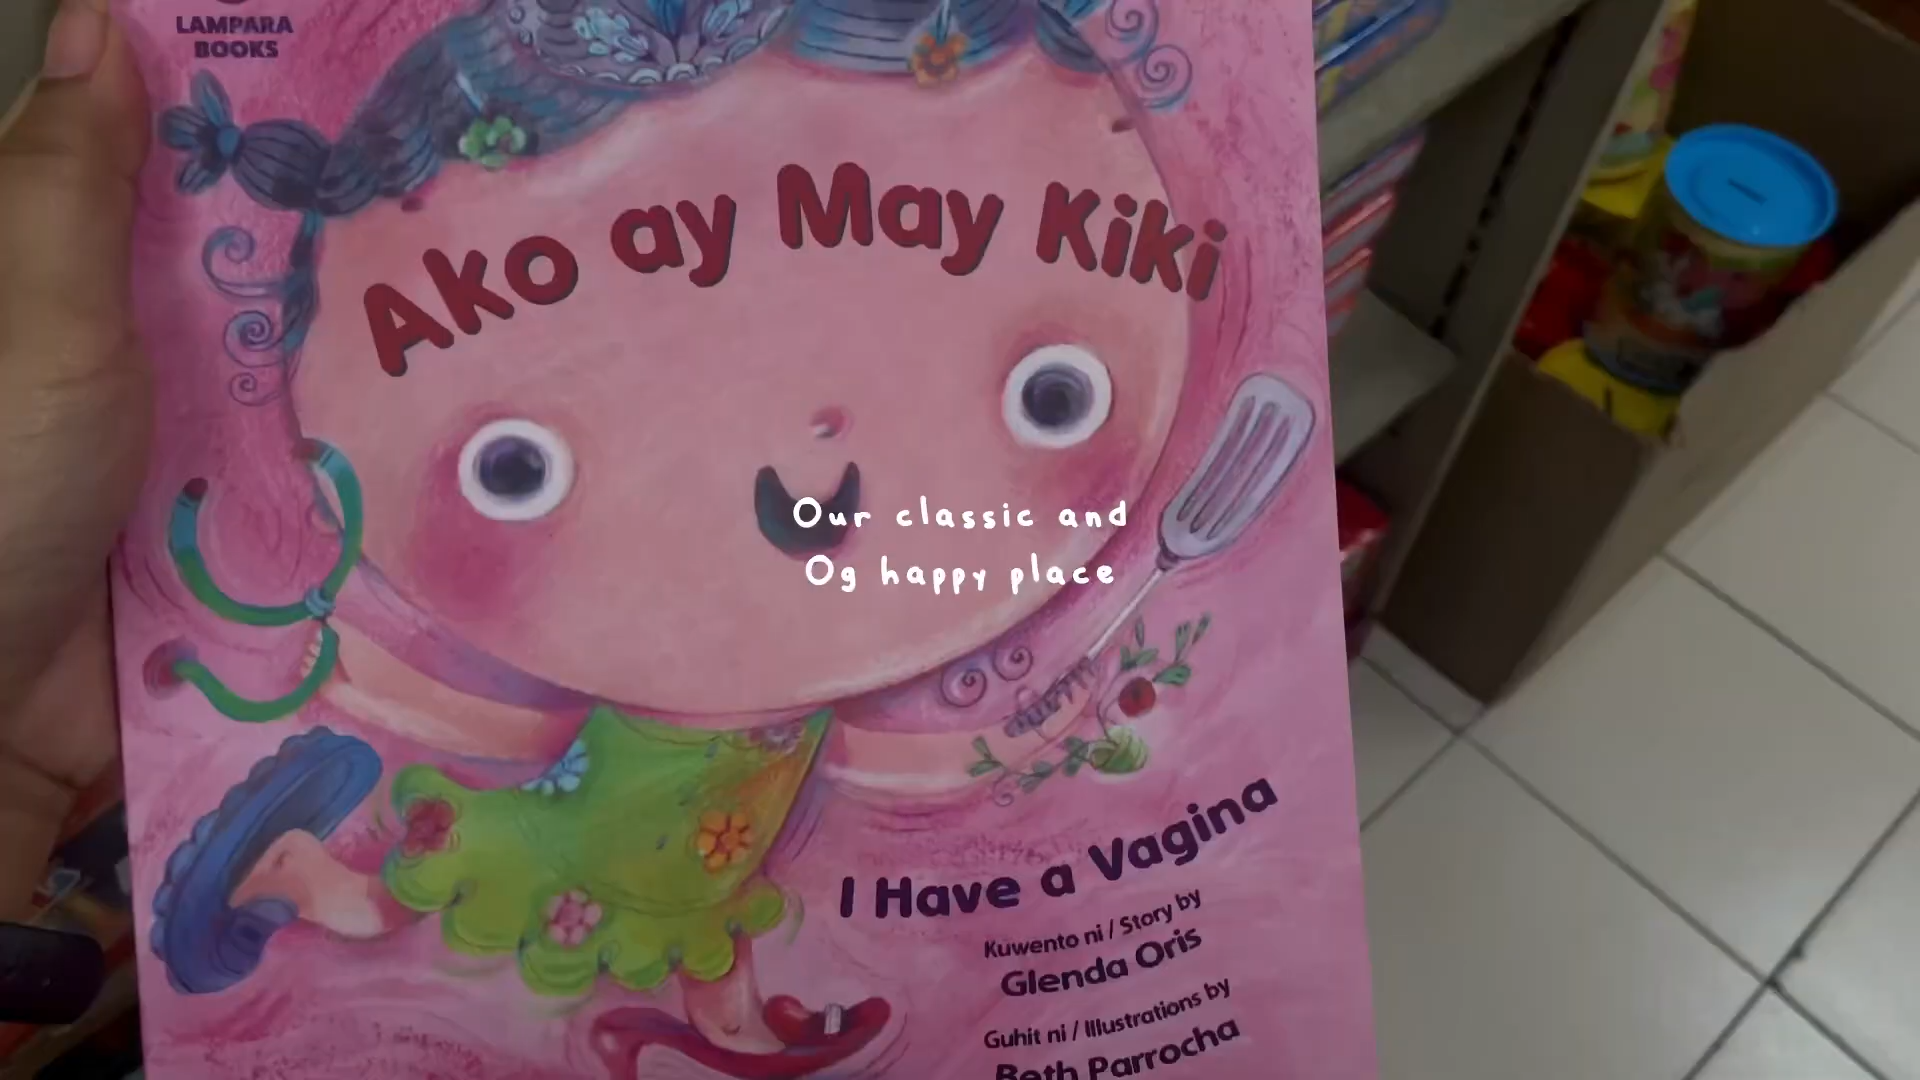 LAMPARA
BOOKS
Ako ay May Kiki
Our classic and
Og happy place
I Have a Vagina
Kuwento ni / Story by
Glenda Oris
Guhit ni / Illustrations by
Beth Parrocha